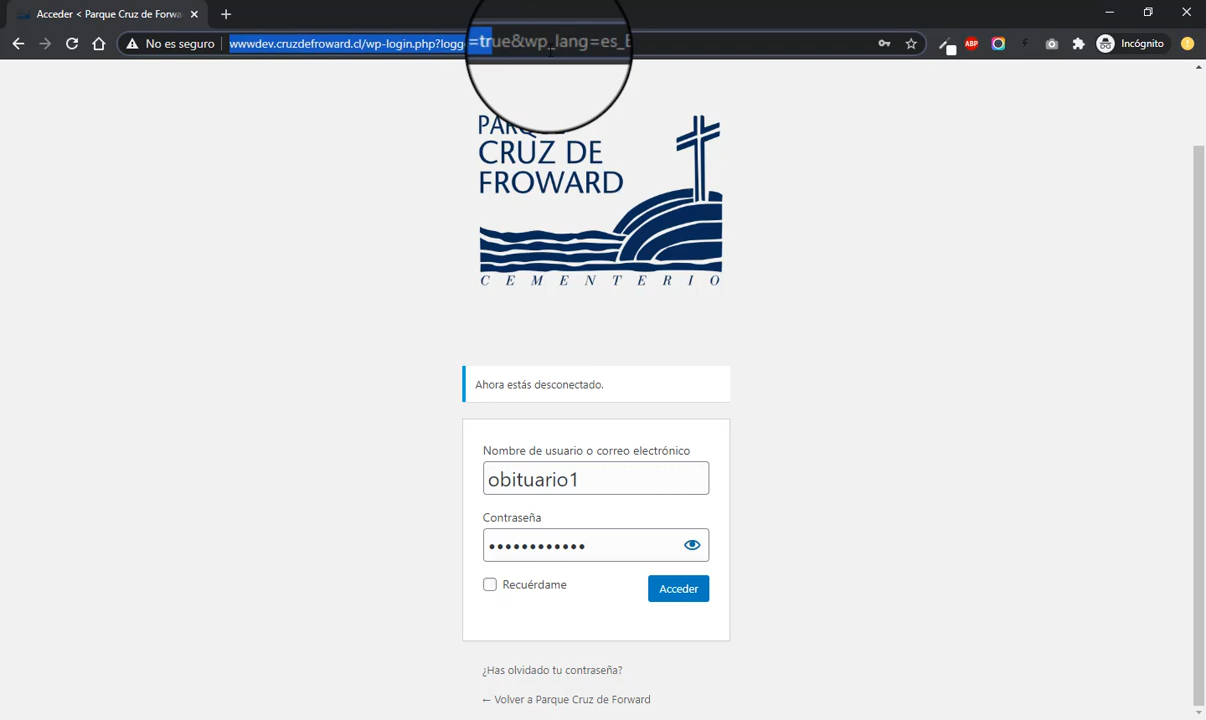 Acceder < Parque Cruz de Forwa
No es seguro
wwwdev.cruzdefroward.cl/wp-login.php?logg
=true&wp_lang=es_E
ABP
Incógnito
PARQUE
CRUZ DE
FROWARD
CEMENTERIO
Ahora estás desconectado.
Nombre de usuario o correo electrónico
obituario1
Contraseña
••••••••••••
Recuérdame
Acceder
¿Has olvidado tu contraseña?
← Volver a Parque Cruz de Forward